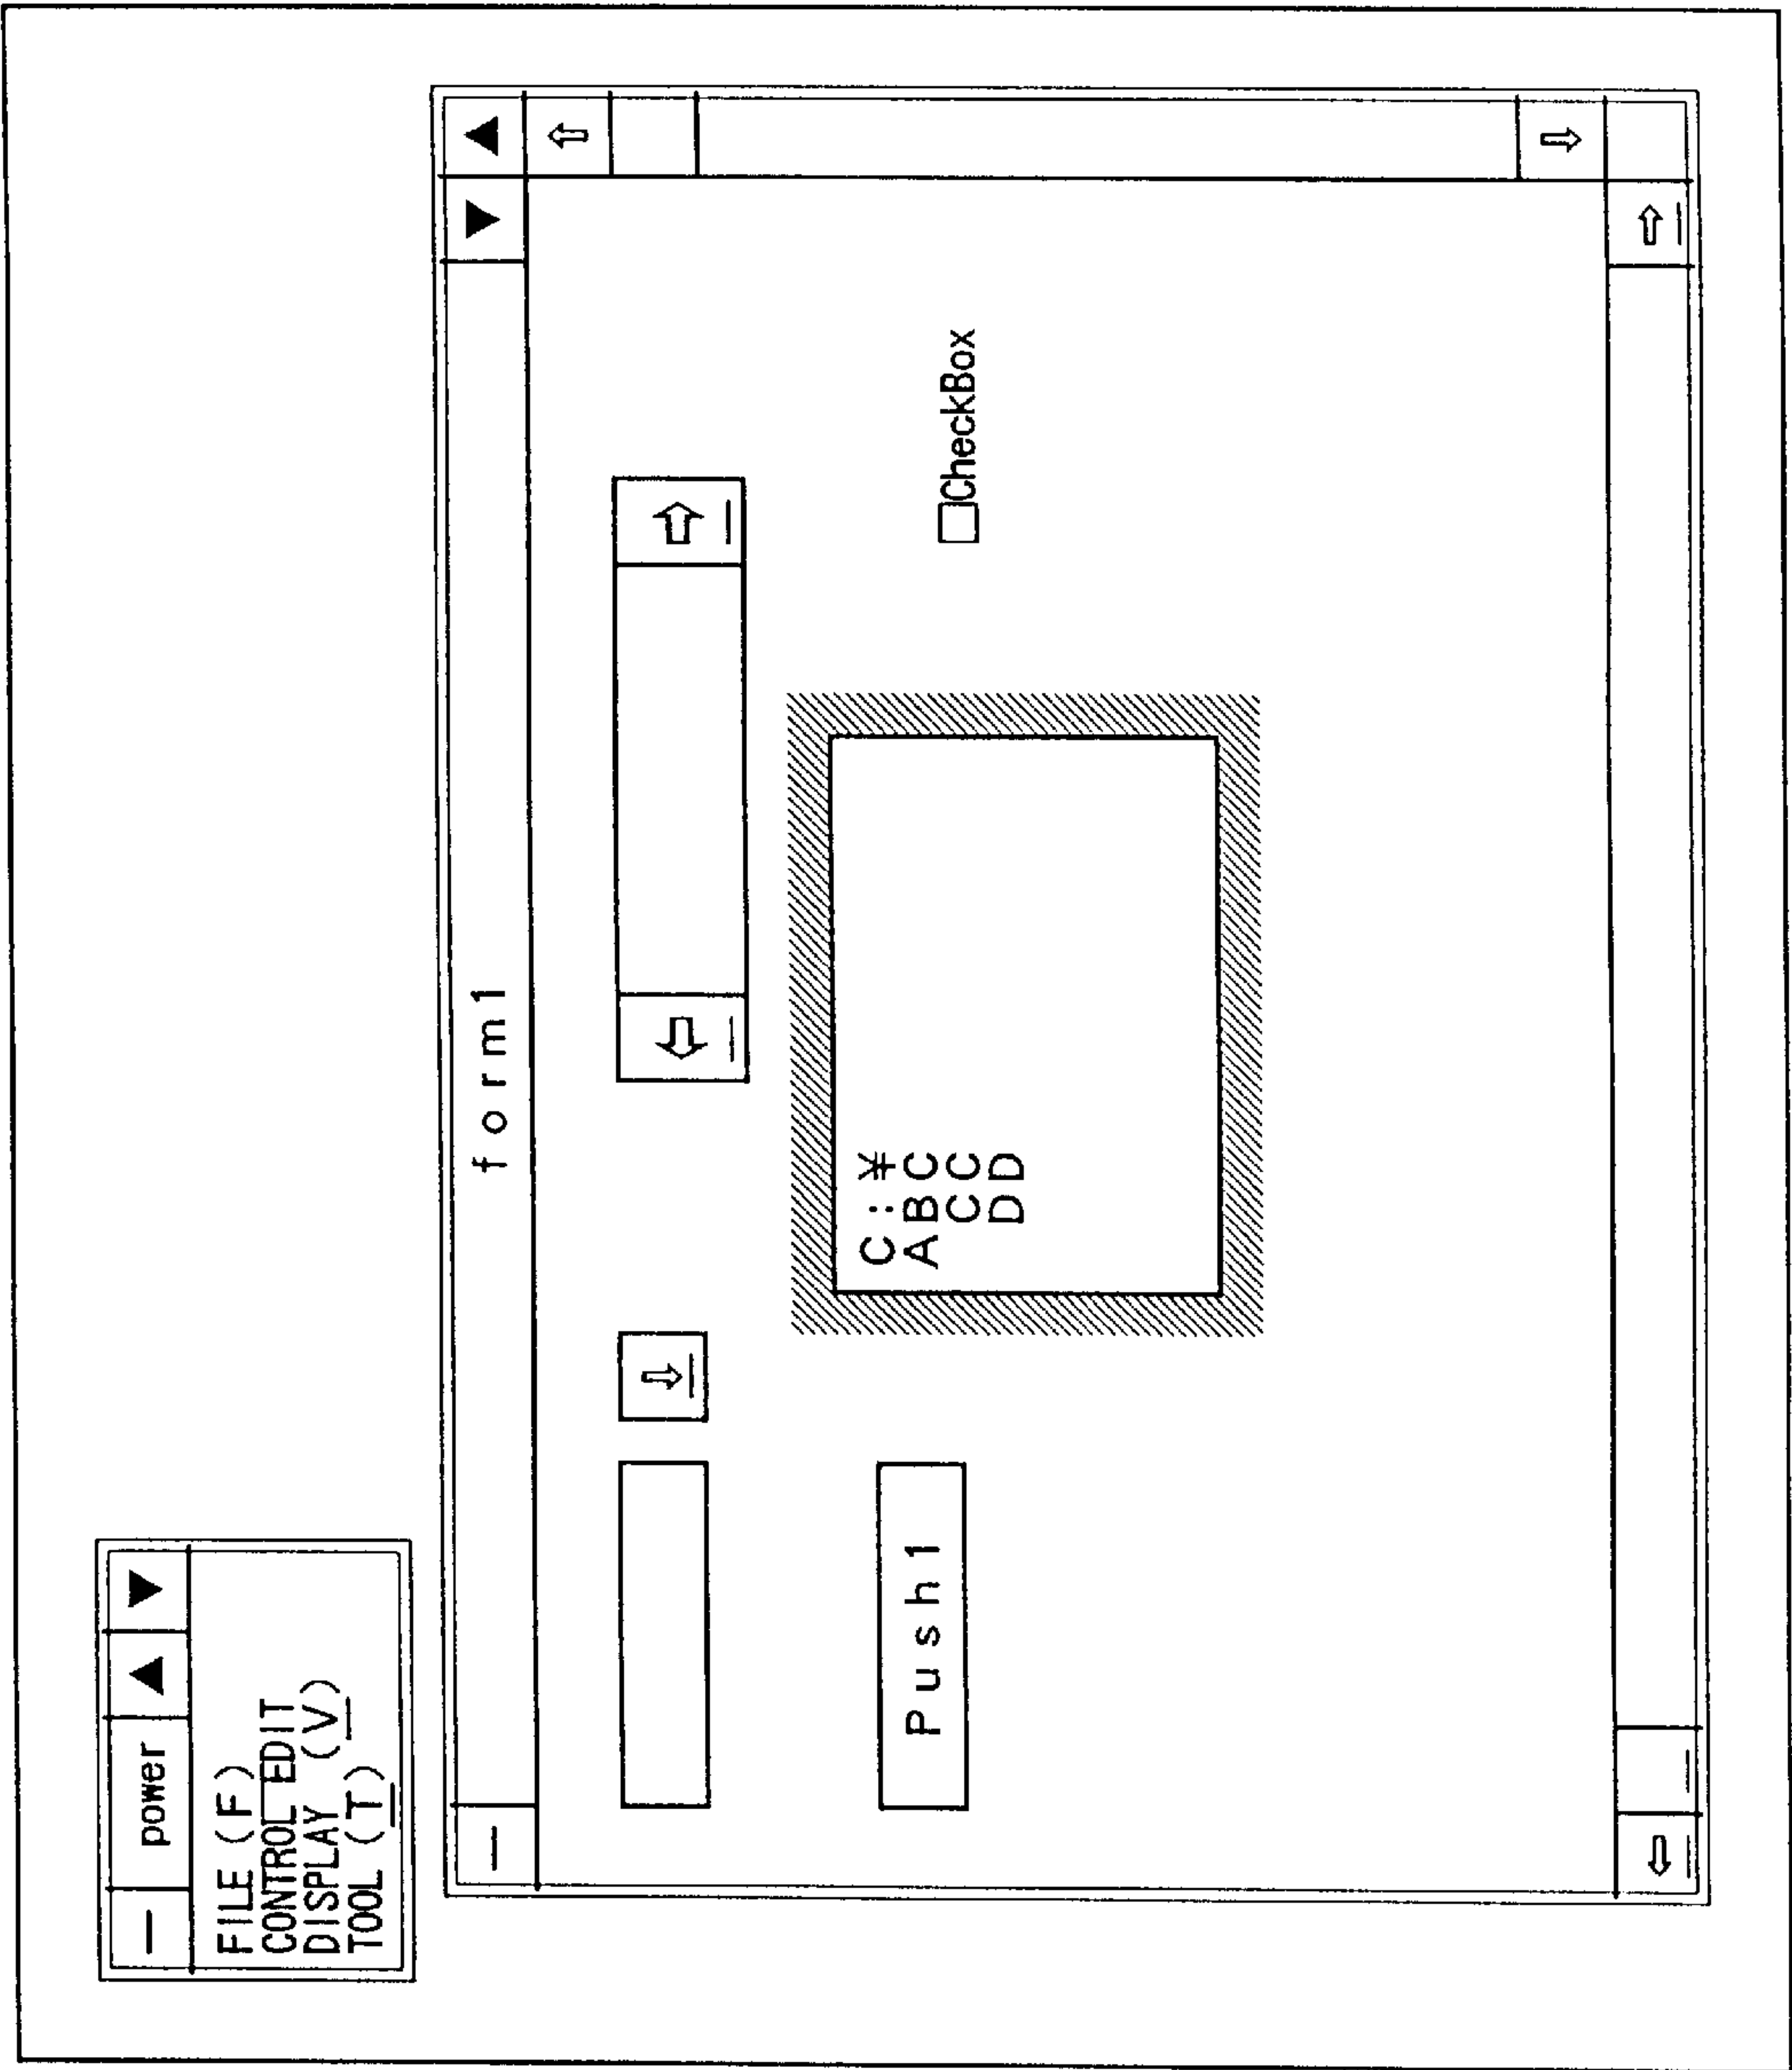 power
FILE (F)
CONTROL EDIT
DISPLAY (V)
TOOL (T)
form1
Push1
C:¥
ABC
CC
DD
CheckBox